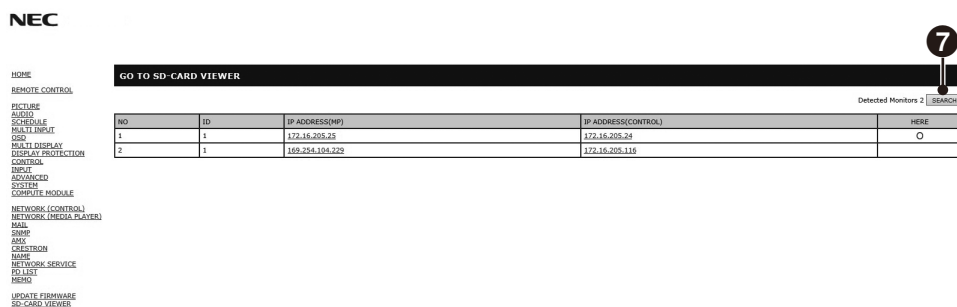 NEC
7
HOME
REMOTE CONTROL
PICTURE
AUDIO
SCHEDULE
MULTI INPUT
OSD
MULTI DISPLAY
DISPLAY PROTECTION
CONTROL
INPUT
ADVANCED
SYSTEM
COMPUTE MODULE
NETWORK (CONTROL)
NETWORK (MEDIA PLAYER)
MAIL
SNMP
AMX
CRESTRON
NAME
NETWORK SERVICE
PD LIST
MEMO
UPDATE FIRMWARE
SD-CARD VIEWER
GO TO SD-CARD VIEWER
Detected Monitors 2 SEARCH
NO ID IP ADDRESS(MP) IP ADDRESS(CONTROL) HERE
1 1 172.16.205.25 172.16.205.24 O
2 1 169.254.104.229 172.16.205.116